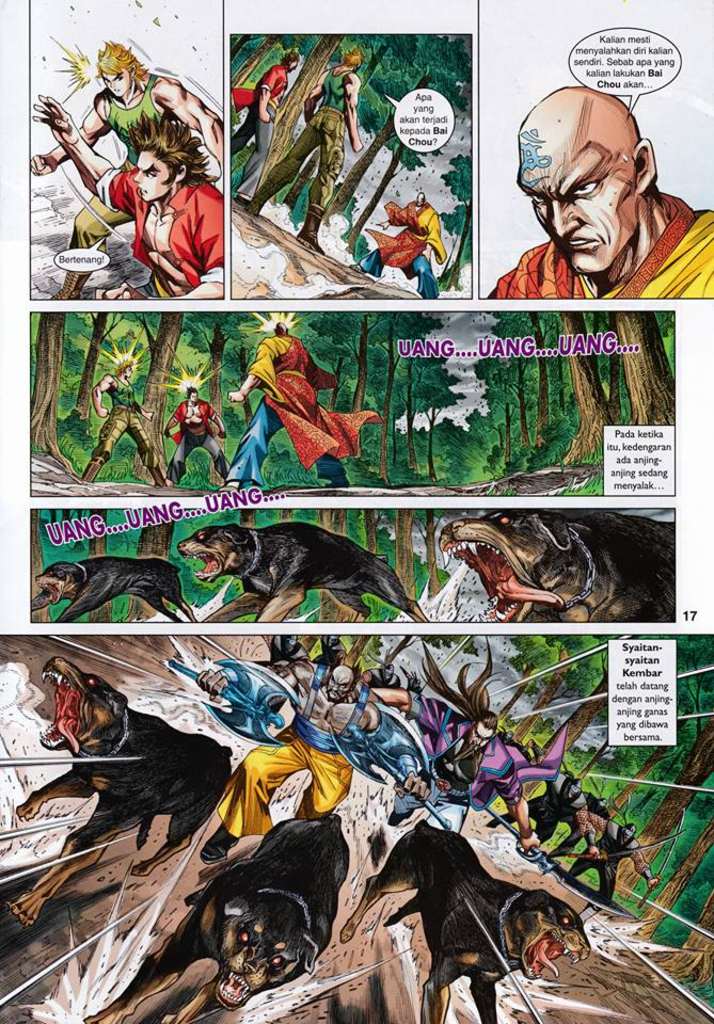 Bertenang!
Apa
yang
akan terjadi
kepada Bai
Chou?
Kalian mesti
menyalahkan diri kalian
sendiri. Sebab apa yang
kalian lakukan Bai
Chou akan...
UANG....UANG....UANG....
Pada ketika
itu, kedengaran
ada anjing-
anjing sedang
menyalak...
UANG....UANG....UANG....
17
Syaitan-
syaitan
Kembar
telah datang
dengan anjing-
anjing ganas
yang dibawa
bersama.